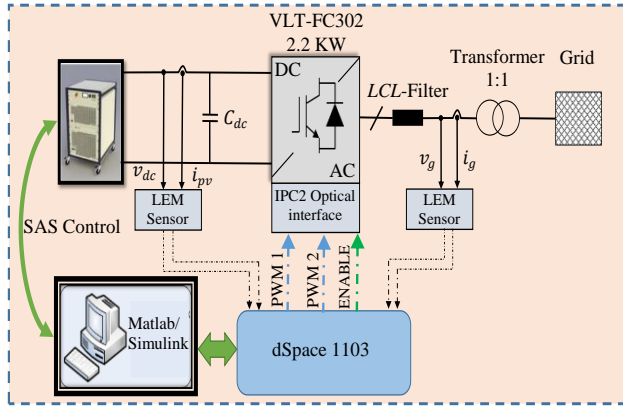 VLT-FC302
2.2 KW
Transformer
1:1
Grid
DC
LCL-Filter
C_dc
AC
v_dc
i_pv
v_g
i_g
IPC2 Optical
interface
LEM
Sensor
LEM
Sensor
SAS Control
PWM 1
PWM 2
ENABLE
Matlab/
Simulink
dSpace 1103